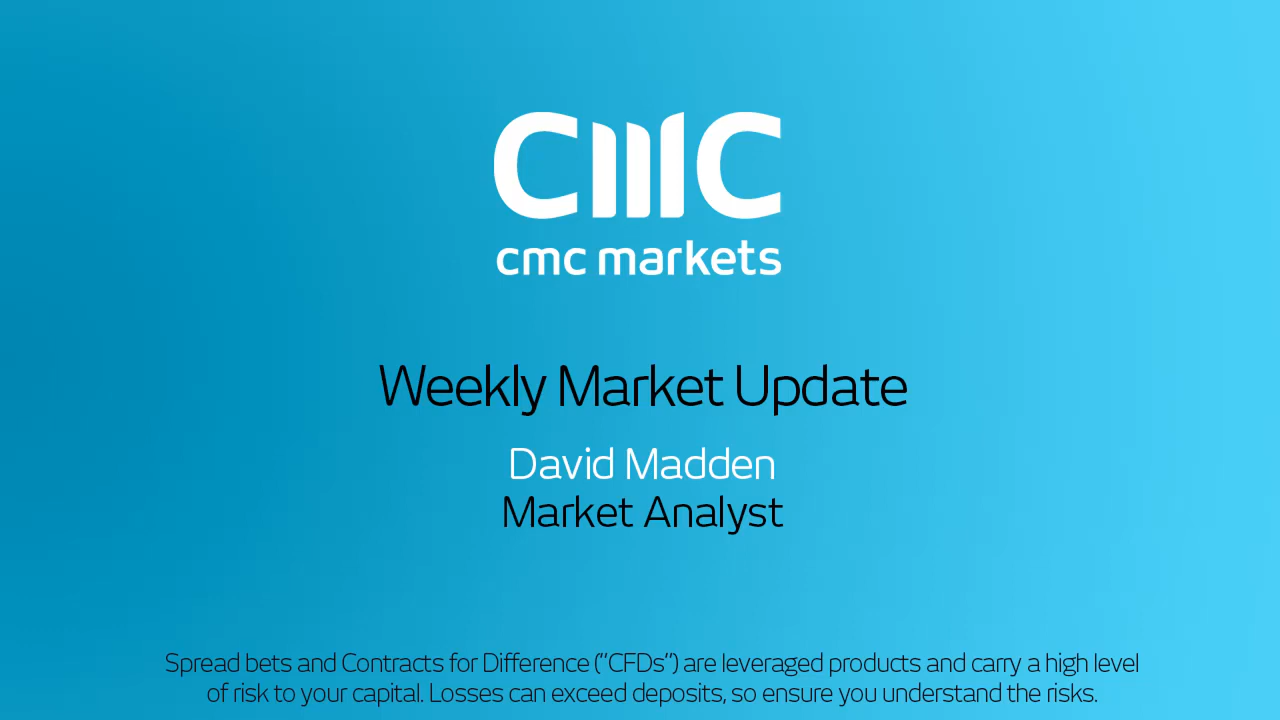 CMC
cmc markets
Weekly Market Update
David Madden
Market Analyst
Spread bets and Contracts for Difference (“CFDs”) are leveraged products and carry a high level
of risk to your capital. Losses can exceed deposits, so ensure you understand the risks.